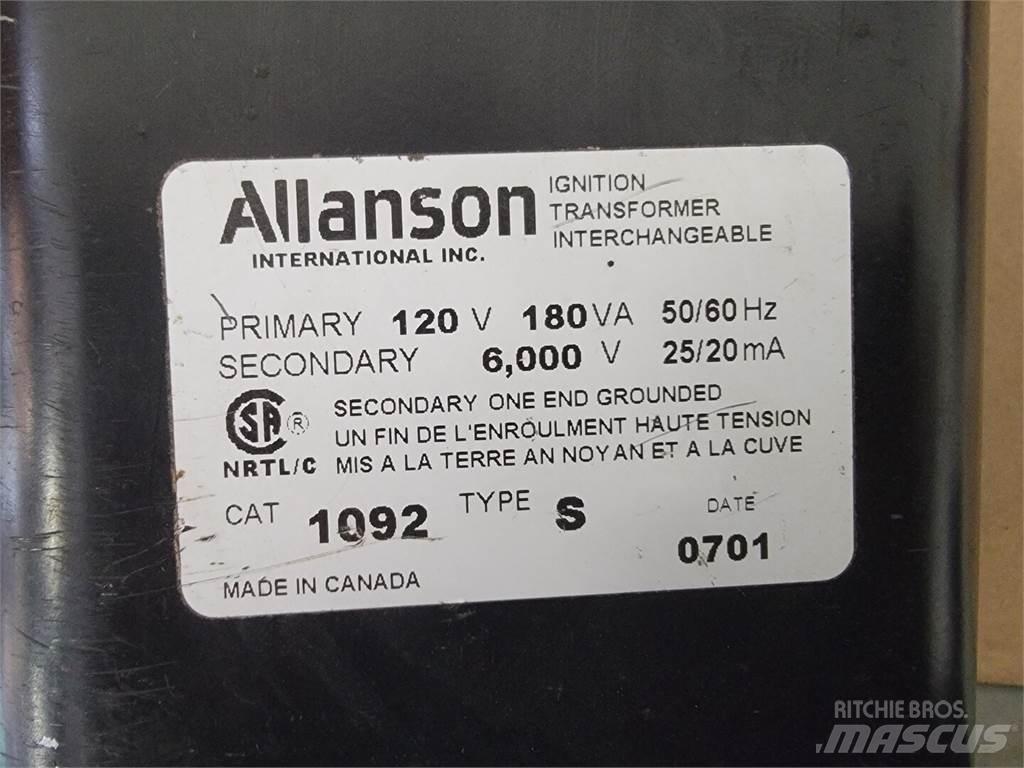 Allanson
INTERNATIONAL INC.
IGNITION
TRANSFORMER
INTERCHANGEABLE
PRIMARY 120 V 180 VA 50/60 Hz
SECONDARY 6,000 V 25/20 mA
SA ®
NRTL/C
SECONDARY ONE END GROUNDED
UN FIN DE L'ENROULMENT HAUTE TENSION
MIS A LA TERRE AN NOYAN ET A LA CUVE
CAT 1092 TYPE S DATE
0701
MADE IN CANADA
RITCHIE BROS.
MASCUS